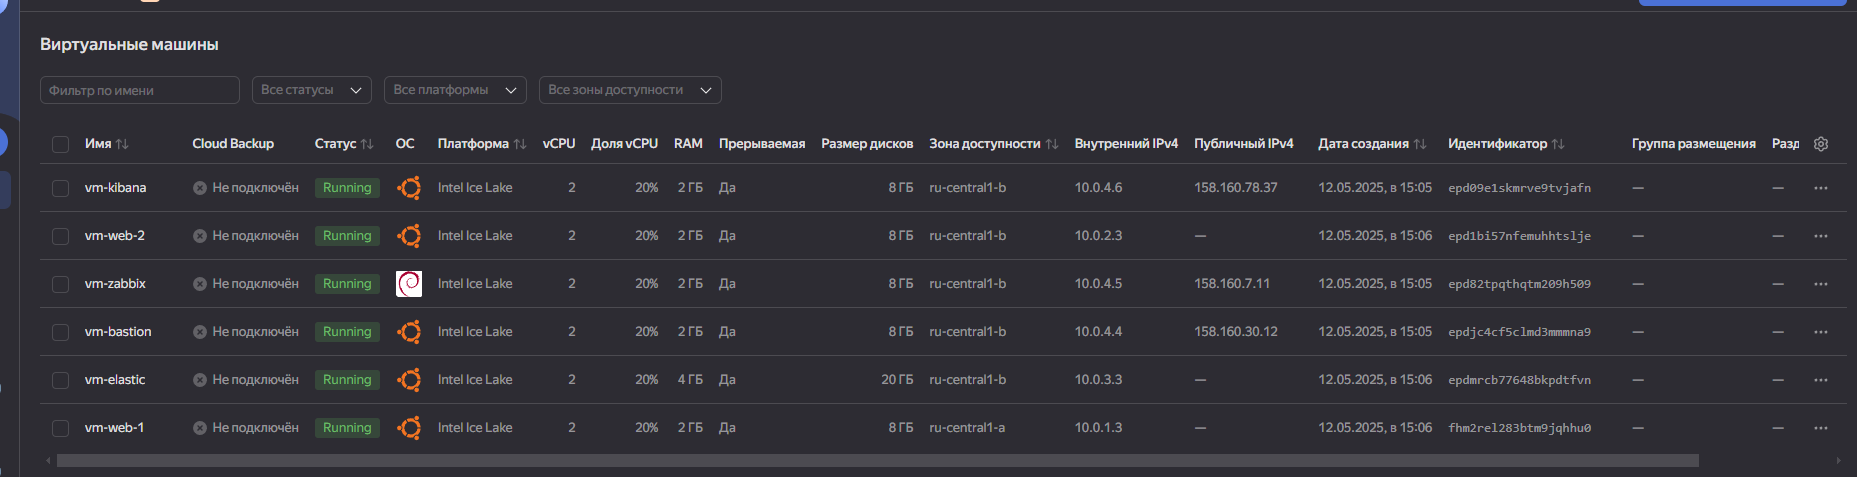 Виртуальные машины
Фильтр по имени Все статусы Все платформы Все зоны доступности
Имя Cloud Backup Статус ОС Платформа vCPU Доля vCPU RAM Прерываемая Размер дисков Зона доступности Внутренний IPv4 Публичный IPv4 Дата создания Идентификатор Группа размещения Разд
vm-kibana Не подключён Running Intel Ice Lake 2 20% 2 ГБ Да 8 ГБ ru-central1-b 10.0.4.6 158.160.78.37 12.05.2025, в 15:05 epd09e1skmrve9tvjafn — — ···
vm-web-2 Не подключён Running Intel Ice Lake 2 20% 2 ГБ Да 8 ГБ ru-central1-b 10.0.2.3 — 12.05.2025, в 15:06 epd1bi57nfemuhhtslje — — ···
vm-zabbix Не подключён Running Intel Ice Lake 2 20% 2 ГБ Да 8 ГБ ru-central1-b 10.0.4.5 158.160.7.11 12.05.2025, в 15:05 epd82tpqthqtm209h509 — — ···
vm-bastion Не подключён Running Intel Ice Lake 2 20% 2 ГБ Да 8 ГБ ru-central1-b 10.0.4.4 158.160.30.12 12.05.2025, в 15:05 epdjc4cf5clmd3mmmna9 — — ···
vm-elastic Не подключён Running Intel Ice Lake 2 20% 4 ГБ Да 20 ГБ ru-central1-b 10.0.3.3 — 12.05.2025, в 15:06 epdmrcb77648bkpdtfvn — — ···
vm-web-1 Не подключён Running Intel Ice Lake 2 20% 2 ГБ Да 8 ГБ ru-central1-a 10.0.1.3 — 12.05.2025, в 15:06 fhm2rel283btm9jqhhu0 — — ···